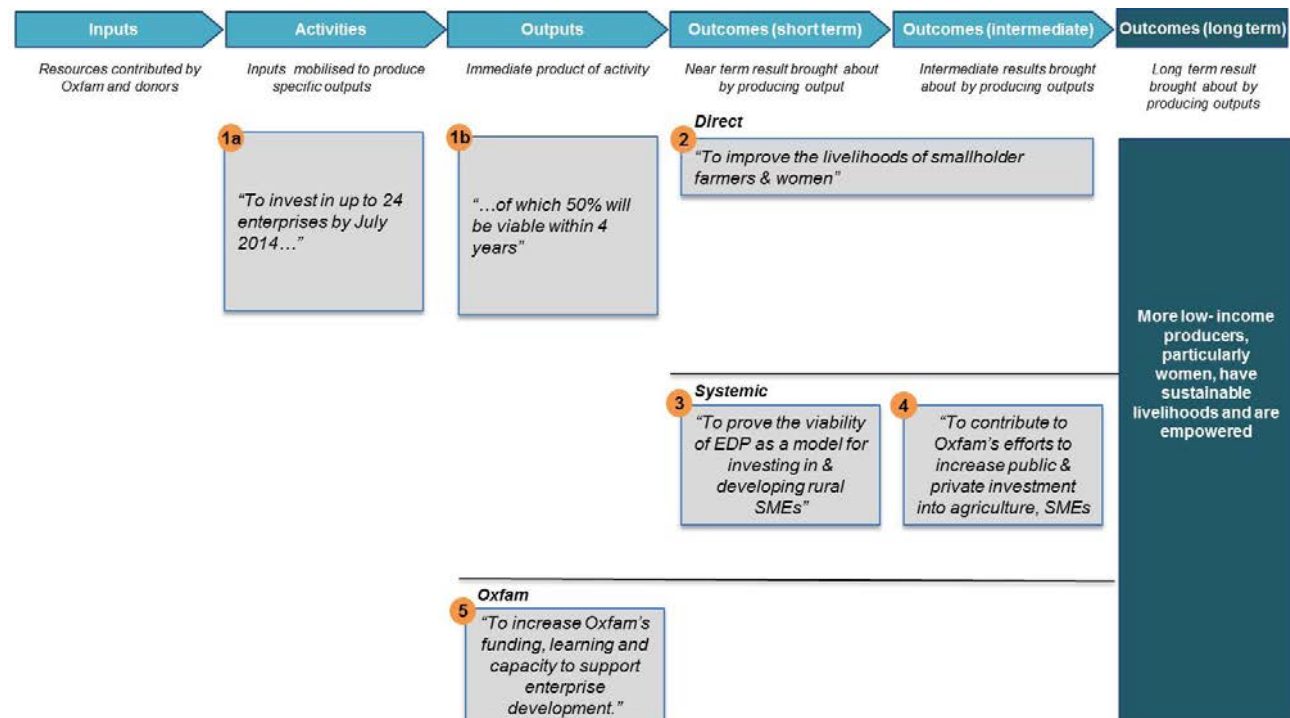 Inputs
Activities
Outputs
Outcomes (short term)
Outcomes (intermediate)
Outcomes (long term)
Resources contributed by
Oxfam and donors
Inputs mobilised to produce
specific outputs
Immediate product of activity
Near term result brought about
by producing output
Intermediate results brought
about by producing outputs
Long term result
brought about by
producing outputs
1a
“To invest in up to 24
enterprises by July
2014…”
1b
“…of which 50% will
be viable within 4
years”
Direct
2
“To improve the livelihoods of smallholder
farmers & women”
Systemic
3
“To prove the viability
of EDP as a model for
investing in &
developing rural
SMEs”
4
“To contribute to
Oxfam’s efforts to
increase public &
private investment
into agriculture, SMEs
Oxfam
5
“To increase Oxfam’s
funding, learning and
capacity to support
enterprise
development.”
More low- income
producers,
particularly
women, have
sustainable
livelihoods and are
empowered